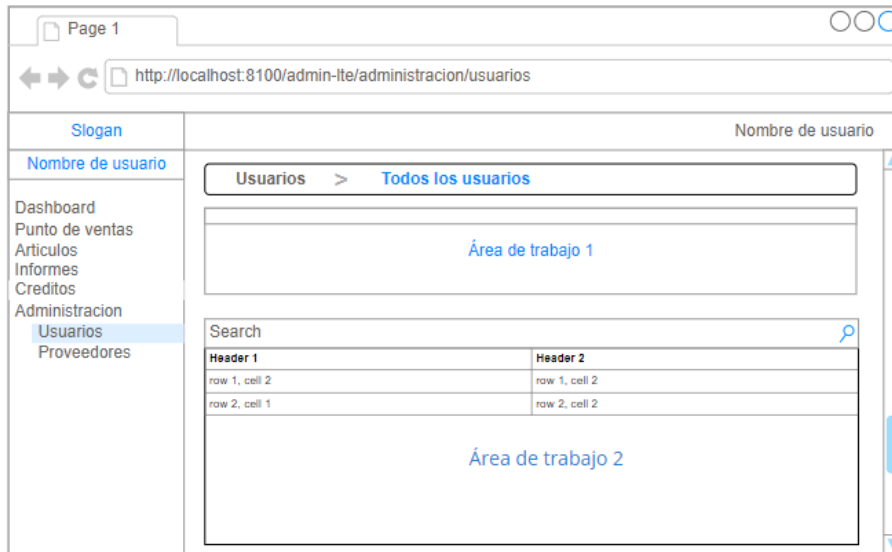 Page 1
http://localhost:8100/admin-lte/administracion/usuarios
Slogan
Nombre de usuario
Nombre de usuario
Usuarios > Todos los usuarios
Dashboard
Punto de ventas
Articulos
Informes
Creditos
Administracion
Usuarios
Proveedores
Área de trabajo 1
Search
Header 1 Header 2
row 1, cell 2 row 1, cell 2
row 2, cell 1 row 2, cell 2
Área de trabajo 2